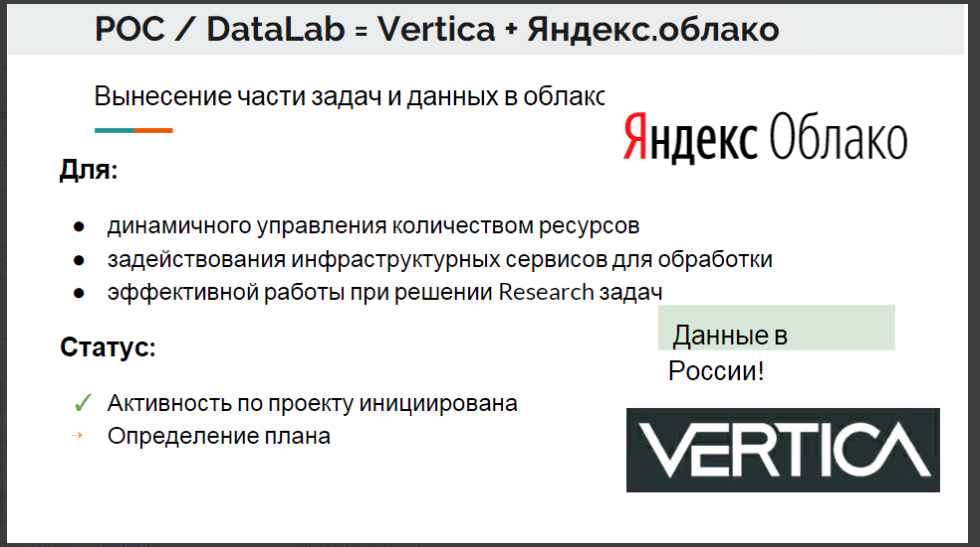 POC / DataLab = Vertica + Яндекс.облако
Вынесение части задач и данных в облако
Яндекс Облако
Для:
● динамичного управления количеством ресурсов
● задействования инфраструктурных сервисов для обработки
● эффективной работы при решении Research задач
Данные в
России!
Статус:
✓ Активность по проекту инициирована
→ Определение плана
VERTICA